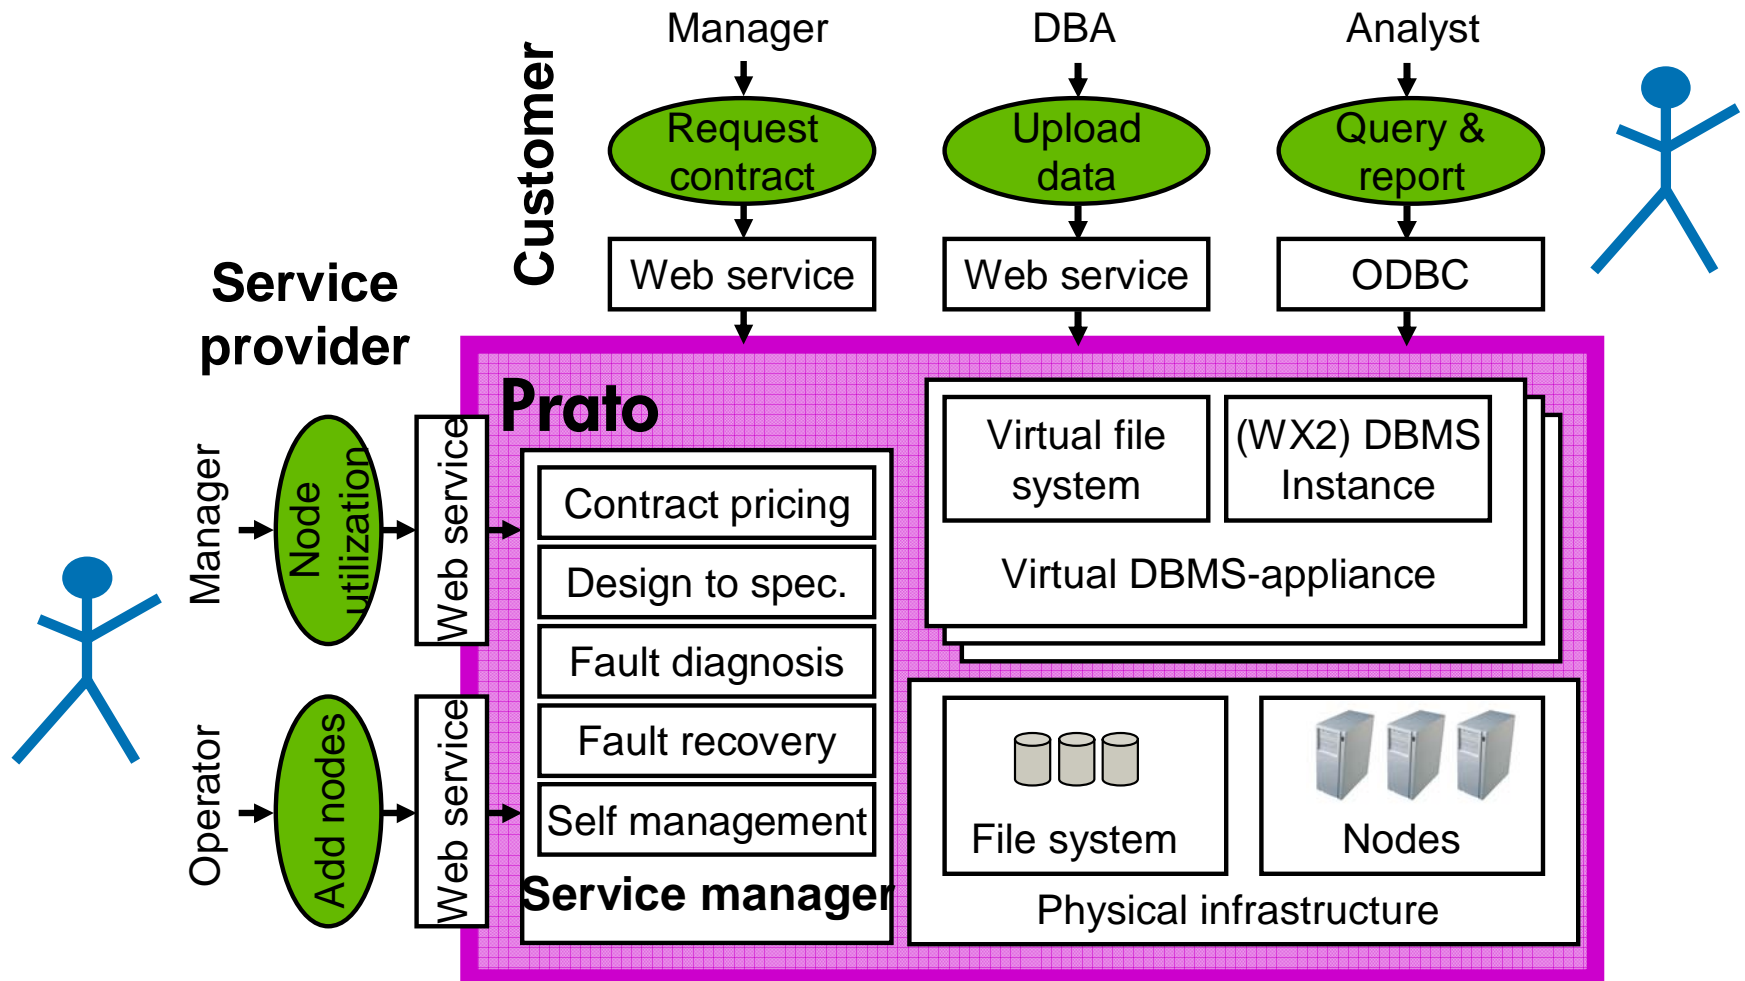 Manager
DBA
Analyst
Customer
Request
contract
Upload
data
Query &
report
Web service
Web service
ODBC
Service
provider
Manager
Node
utilization
Web service
Operator
Add nodes
Web service
Prato
Contract pricing
Design to spec.
Fault diagnosis
Fault recovery
Self management
Service manager
Virtual file
system
(WX2) DBMS
Instance
Virtual DBMS-appliance
File system
Nodes
Physical infrastructure